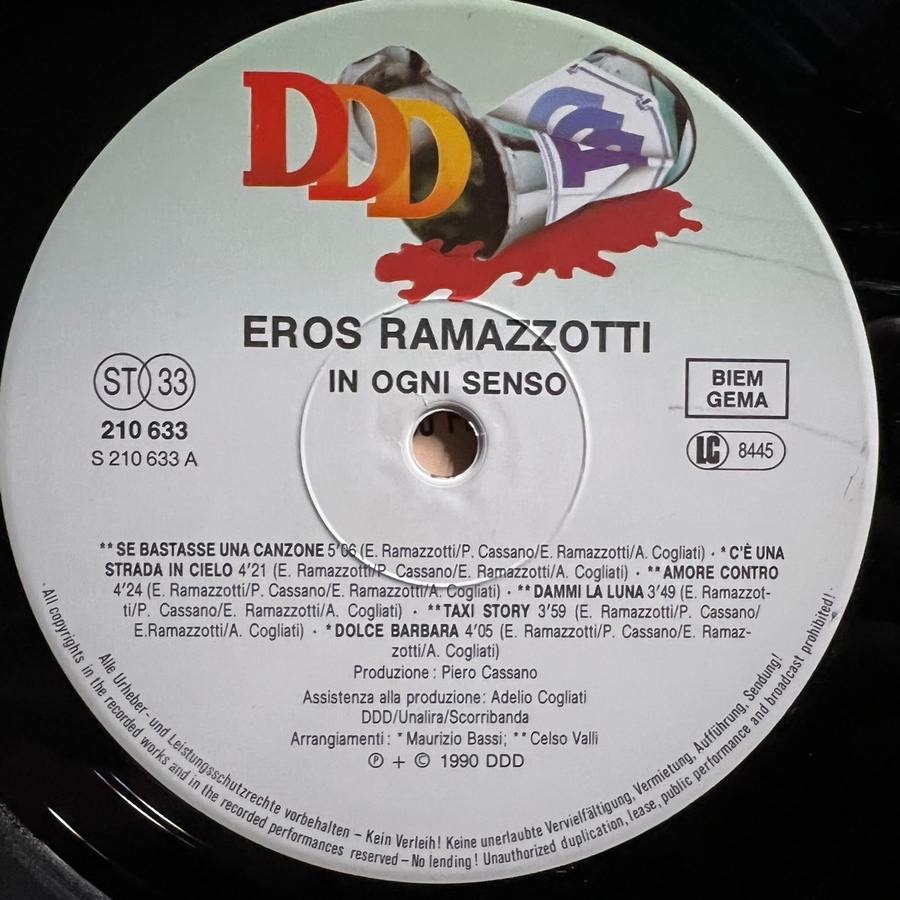 DDD
EROS RAMAZZOTTI
IN OGNI SENSO
ST 33
210 633
S 210 633 A
BIEM
GEMA
LC 8445
** SE BASTASSE UNA CANZONE 5'06 (E. Ramazzotti/P. Cassano/E. Ramazzotti/A. Cogliati) · * C'È UNA
STRADA IN CIELO 4'21 (E. Ramazzotti/P. Cassano/E. Ramazzotti/A. Cogliati) · ** AMORE CONTRO
4'24 (E. Ramazzotti/P. Cassano/E. Ramazzotti/A. Cogliati) · ** DAMMI LA LUNA 3'49 (E. Ramazzot-
ti/P. Cassano/E. Ramazzotti/A. Cogliati) · ** TAXI STORY 3'59 (E. Ramazzotti/P. Cassano/
E.Ramazzotti/A. Cogliati) · * DOLCE BARBARA 4'05 (E. Ramazzotti/P. Cassano/E. Ramaz-
zotti/A. Cogliati)
Produzione: Piero Cassano
Assistenza alla produzione: Adelio Cogliati
DDD/Unalira/Scorribanda
Arrangiamenti: * Maurizio Bassi; ** Celso Valli
℗ + © 1990 DDD
Alle Urheber- und Leistungsschutzrechte vorbehalten – Kein Verleih! Keine unerlaubte Vervielfältigung, Vermietung, Aufführung, Sendung!
· All copyrights in the recorded works and in the recorded performances reserved – No lending! Unauthorized duplication, lease, public performance and broadcast prohibited! ·